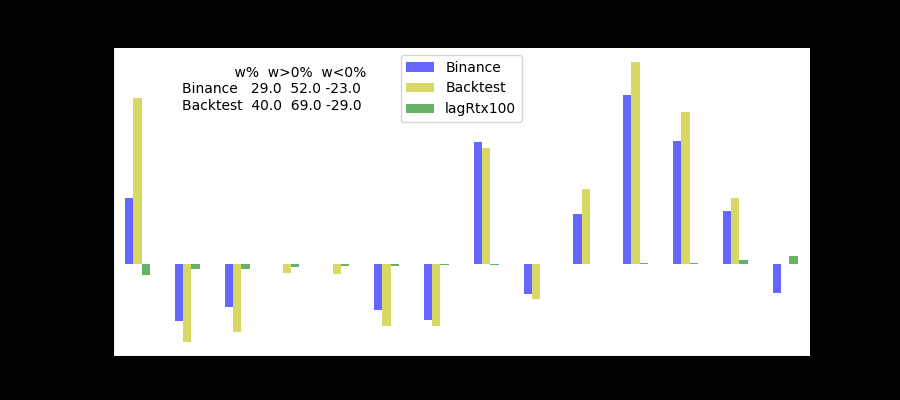 w%  w>0%  w<0%
Binance   29.0  52.0 -23.0
Backtest  40.0  69.0 -29.0
Binance
Backtest
lagRtx100